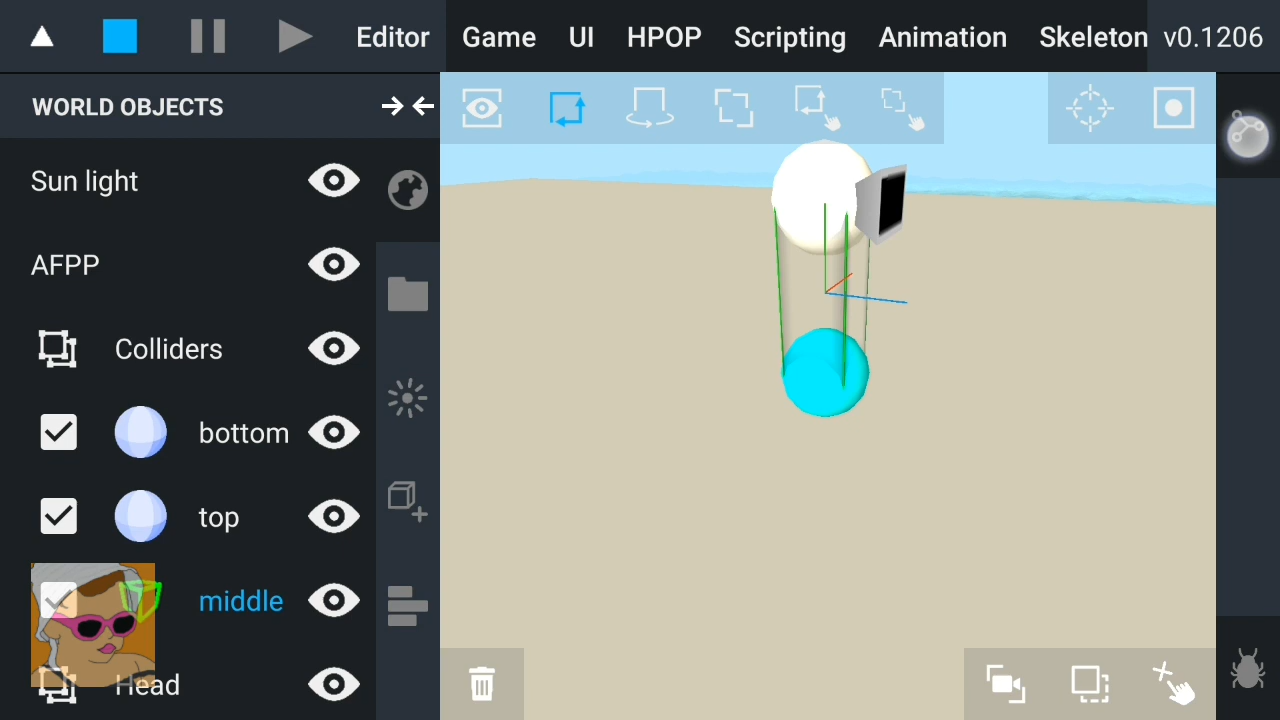 Editor Game UI HPOP Scripting Animation Skeleton v0.1206
WORLD OBJECTS
Sun light
AFPP
Colliders
bottom
top
middle
Head